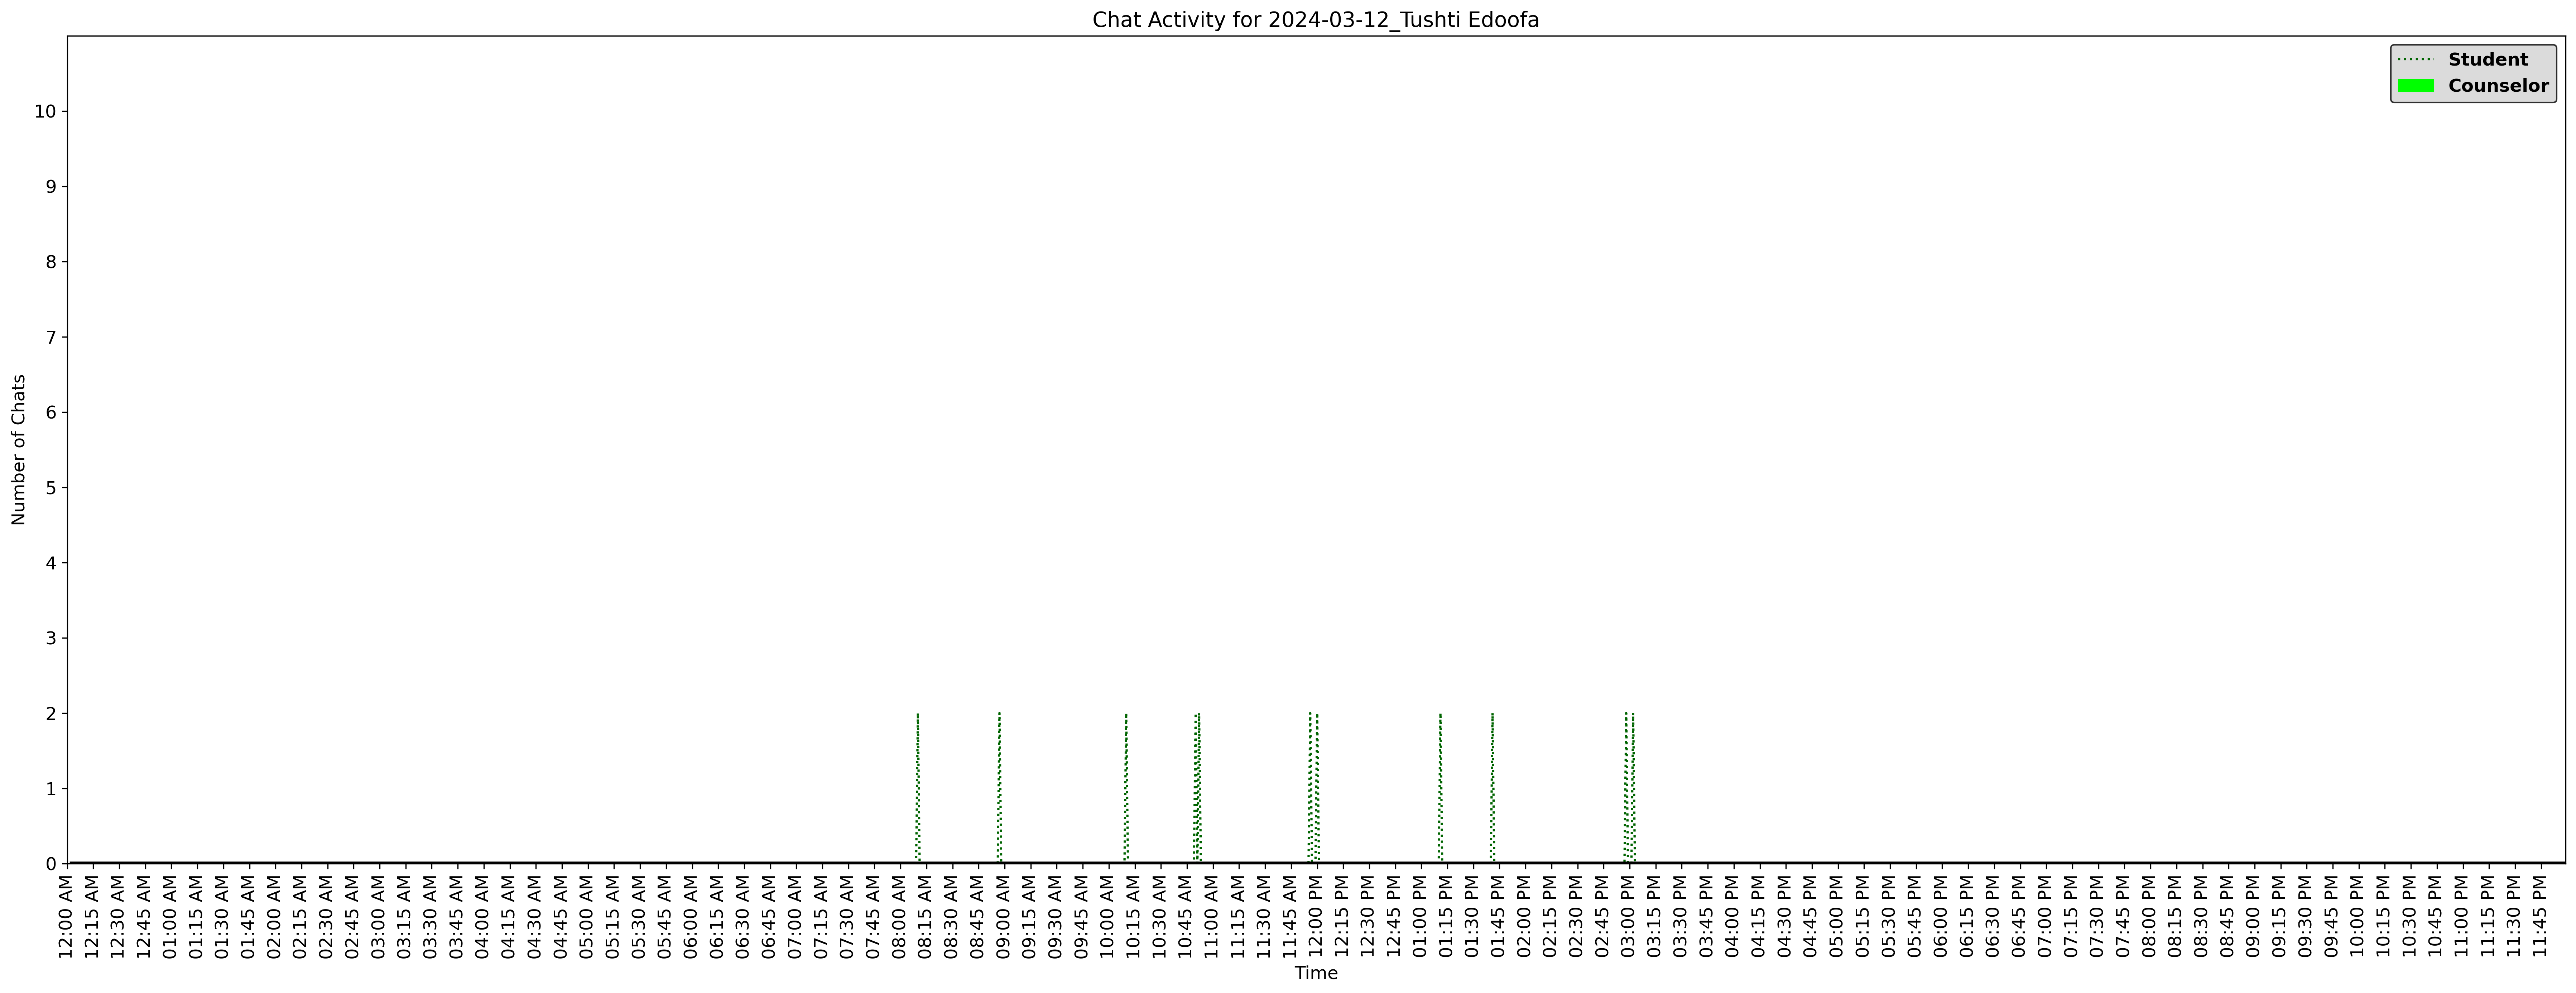 Chat Activity for 2024-03-12_Tushti Edoofa
Student
Counselor
Number of Chats
10
9
8
7
6
5
4
3
2
1
0
12:00 AM
12:15 AM
12:30 AM
12:45 AM
01:00 AM
01:15 AM
01:30 AM
01:45 AM
02:00 AM
02:15 AM
02:30 AM
02:45 AM
03:00 AM
03:15 AM
03:30 AM
03:45 AM
04:00 AM
04:15 AM
04:30 AM
04:45 AM
05:00 AM
05:15 AM
05:30 AM
05:45 AM
06:00 AM
06:15 AM
06:30 AM
06:45 AM
07:00 AM
07:15 AM
07:30 AM
07:45 AM
08:00 AM
08:15 AM
08:30 AM
08:45 AM
09:00 AM
09:15 AM
09:30 AM
09:45 AM
10:00 AM
10:15 AM
10:30 AM
10:45 AM
11:00 AM
11:15 AM
11:30 AM
11:45 AM
12:00 PM
12:15 PM
12:30 PM
12:45 PM
01:00 PM
01:15 PM
01:30 PM
01:45 PM
02:00 PM
02:15 PM
02:30 PM
02:45 PM
03:00 PM
03:15 PM
03:30 PM
03:45 PM
04:00 PM
04:15 PM
04:30 PM
04:45 PM
05:00 PM
05:15 PM
05:30 PM
05:45 PM
06:00 PM
06:15 PM
06:30 PM
06:45 PM
07:00 PM
07:15 PM
07:30 PM
07:45 PM
08:00 PM
08:15 PM
08:30 PM
08:45 PM
09:00 PM
09:15 PM
09:30 PM
09:45 PM
10:00 PM
10:15 PM
10:30 PM
10:45 PM
11:00 PM
11:15 PM
11:30 PM
11:45 PM
Time